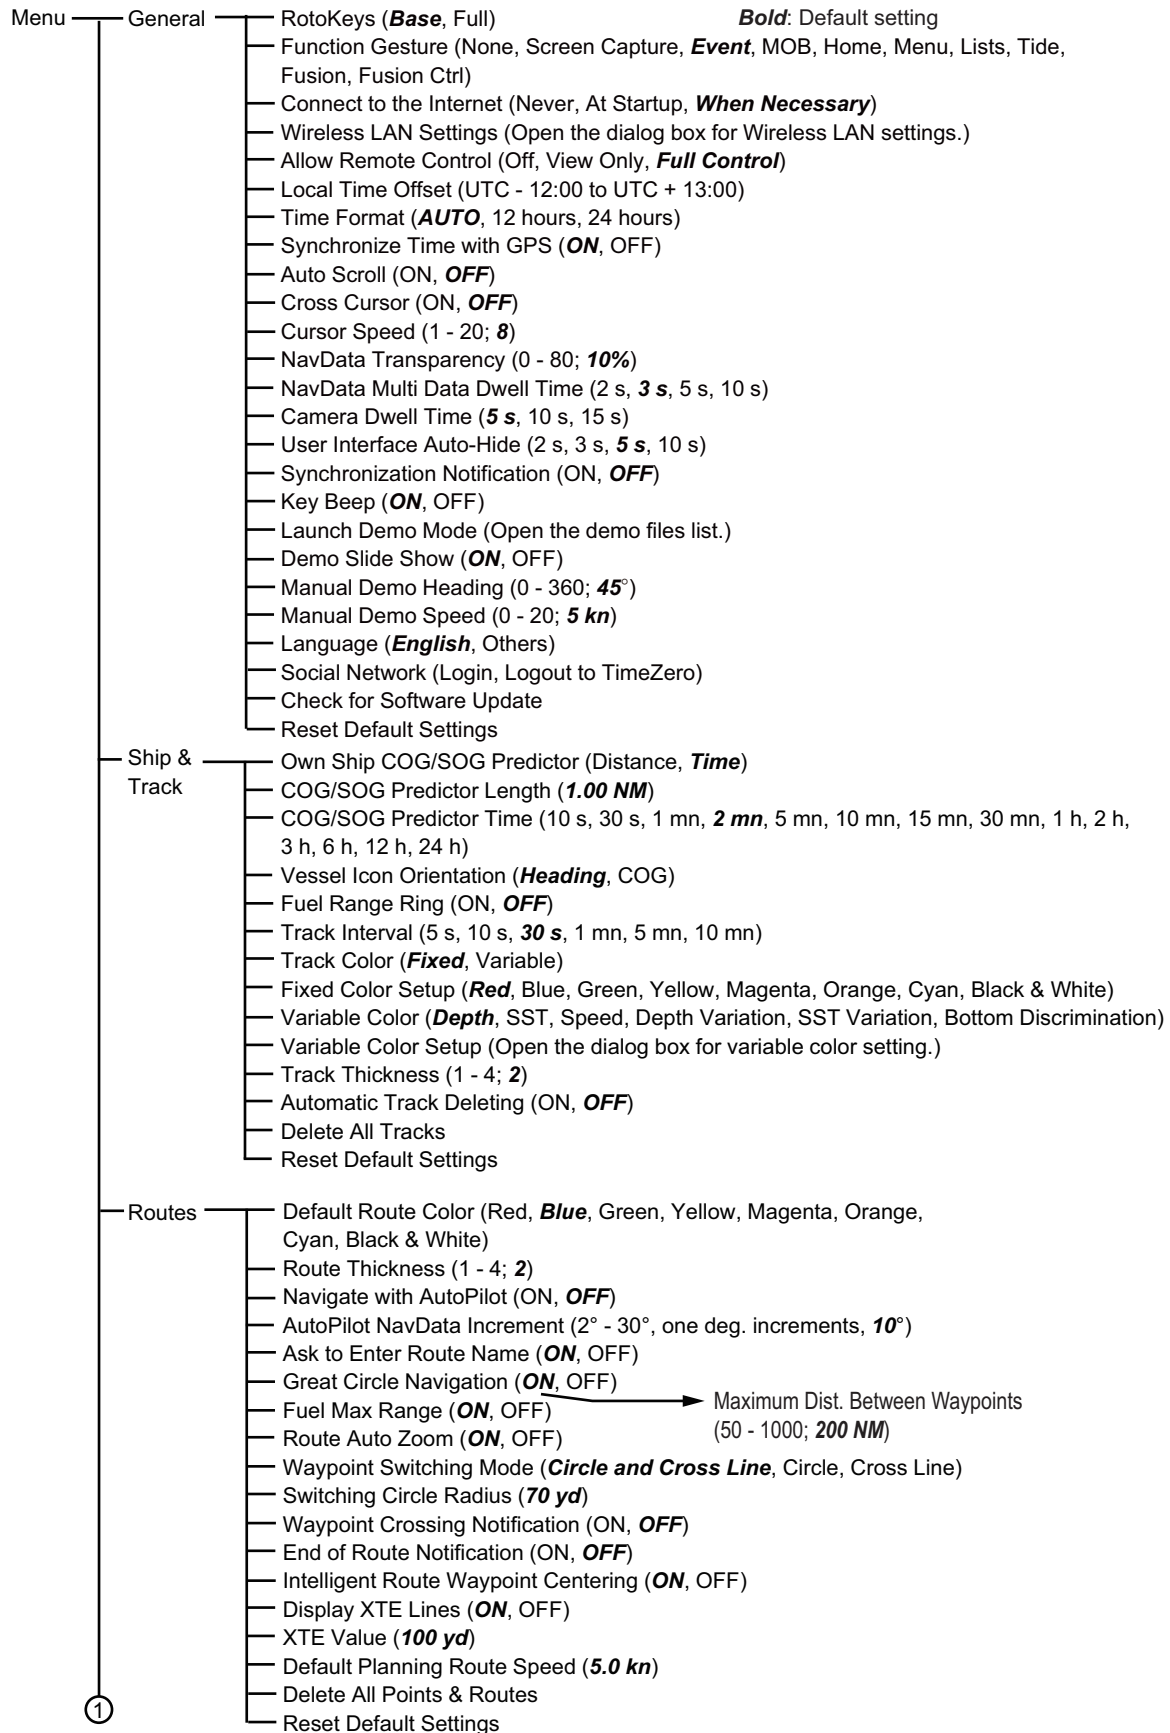 Menu
General
RotoKeys (Base, Full)
Bold: Default setting
Function Gesture (None, Screen Capture, Event, MOB, Home, Menu, Lists, Tide,
Fusion, Fusion Ctrl)
Connect to the Internet (Never, At Startup, When Necessary)
Wireless LAN Settings (Open the dialog box for Wireless LAN settings.)
Allow Remote Control (Off, View Only, Full Control)
Local Time Offset (UTC - 12:00 to UTC + 13:00)
Time Format (AUTO, 12 hours, 24 hours)
Synchronize Time with GPS (ON, OFF)
Auto Scroll (ON, OFF)
Cross Cursor (ON, OFF)
Cursor Speed (1 - 20; 8)
NavData Transparency (0 - 80; 10%)
NavData Multi Data Dwell Time (2 s, 3 s, 5 s, 10 s)
Camera Dwell Time (5 s, 10 s, 15 s)
User Interface Auto-Hide (2 s, 3 s, 5 s, 10 s)
Synchronization Notification (ON, OFF)
Key Beep (ON, OFF)
Launch Demo Mode (Open the demo files list.)
Demo Slide Show (ON, OFF)
Manual Demo Heading (0 - 360; 45°)
Manual Demo Speed (0 - 20; 5 kn)
Language (English, Others)
Social Network (Login, Logout to TimeZero)
Check for Software Update
Reset Default Settings
Ship &
Track
Own Ship COG/SOG Predictor (Distance, Time)
COG/SOG Predictor Length (1.00 NM)
COG/SOG Predictor Time (10 s, 30 s, 1 mn, 2 mn, 5 mn, 10 mn, 15 mn, 30 mn, 1 h, 2 h,
3 h, 6 h, 12 h, 24 h)
Vessel Icon Orientation (Heading, COG)
Fuel Range Ring (ON, OFF)
Track Interval (5 s, 10 s, 30 s, 1 mn, 5 mn, 10 mn)
Track Color (Fixed, Variable)
Fixed Color Setup (Red, Blue, Green, Yellow, Magenta, Orange, Cyan, Black & White)
Variable Color (Depth, SST, Speed, Depth Variation, SST Variation, Bottom Discrimination)
Variable Color Setup (Open the dialog box for variable color setting.)
Track Thickness (1 - 4; 2)
Automatic Track Deleting (ON, OFF)
Delete All Tracks
Reset Default Settings
Routes
Default Route Color (Red, Blue, Green, Yellow, Magenta, Orange,
Cyan, Black & White)
Route Thickness (1 - 4; 2)
Navigate with AutoPilot (ON, OFF)
AutoPilot NavData Increment (2° - 30°, one deg. increments, 10°)
Ask to Enter Route Name (ON, OFF)
Great Circle Navigation (ON, OFF)
Maximum Dist. Between Waypoints
(50 - 1000; 200 NM)
Fuel Max Range (ON, OFF)
Route Auto Zoom (ON, OFF)
Waypoint Switching Mode (Circle and Cross Line, Circle, Cross Line)
Switching Circle Radius (70 yd)
Waypoint Crossing Notification (ON, OFF)
End of Route Notification (ON, OFF)
Intelligent Route Waypoint Centering (ON, OFF)
Display XTE Lines (ON, OFF)
XTE Value (100 yd)
Default Planning Route Speed (5.0 kn)
Delete All Points & Routes
Reset Default Settings
1